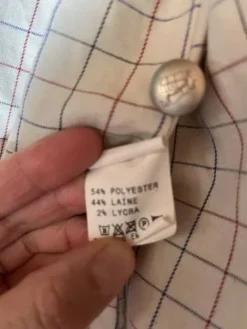 54% POLYESTER
44% LAINE
2% LYCRA